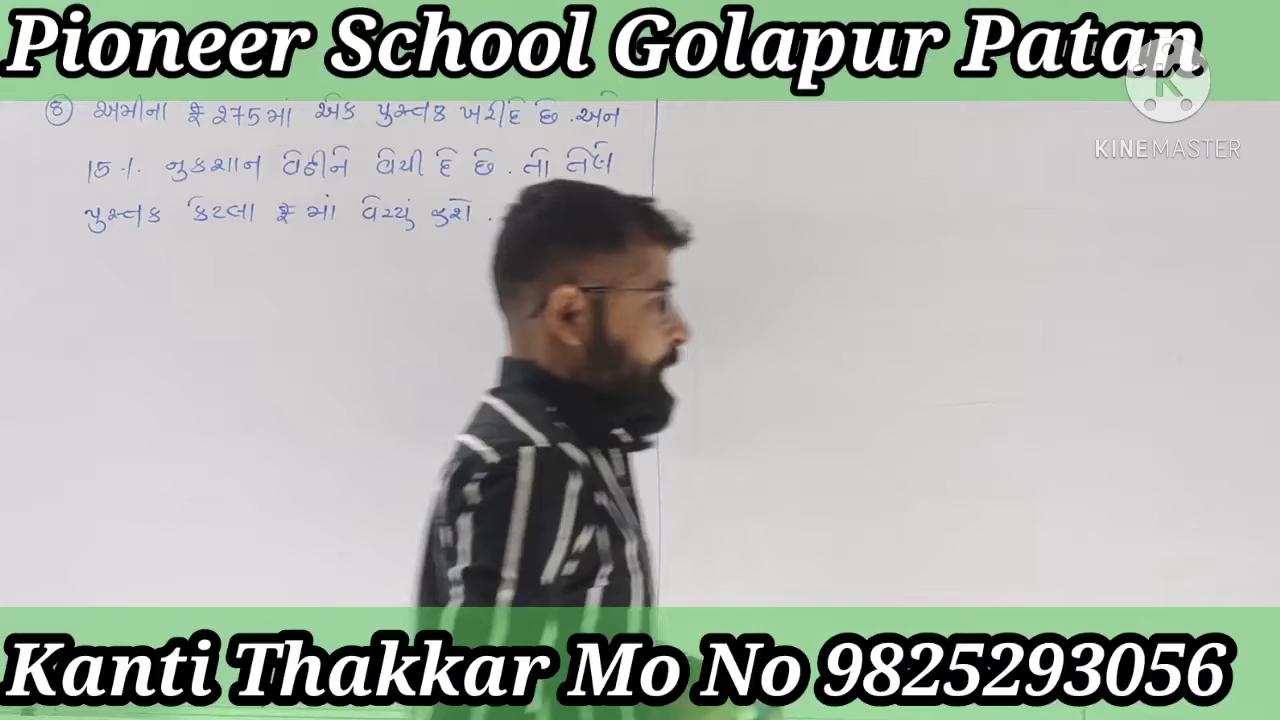 Pioneer School Golapur Patan.
KINEMASTER
⑧ અમીના ₹ 275માં એક પુસ્તક ખરીદે છે. અને
15% નુકશાન વેઠીને વેચી દે છે. તો તેણે
પુસ્તક કેટલા ₹ માં વેચ્યું હશે.
Kanti Thakkar Mo No 9825293056